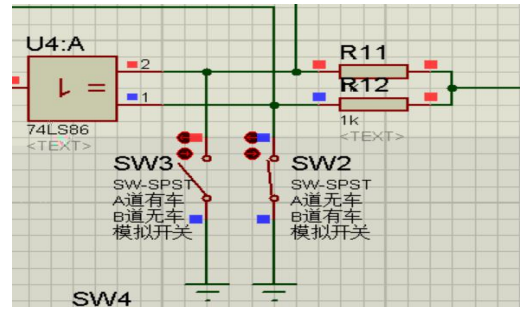 U4:A
2
1
=1
74LS86
<TEXT>
R11
R12
1k
<TEXT>
SW3
SW-SPST
A道有车
B道无车
模拟开关
SW2
SW-SPST
A道无车
B道有车
模拟开关
SW4